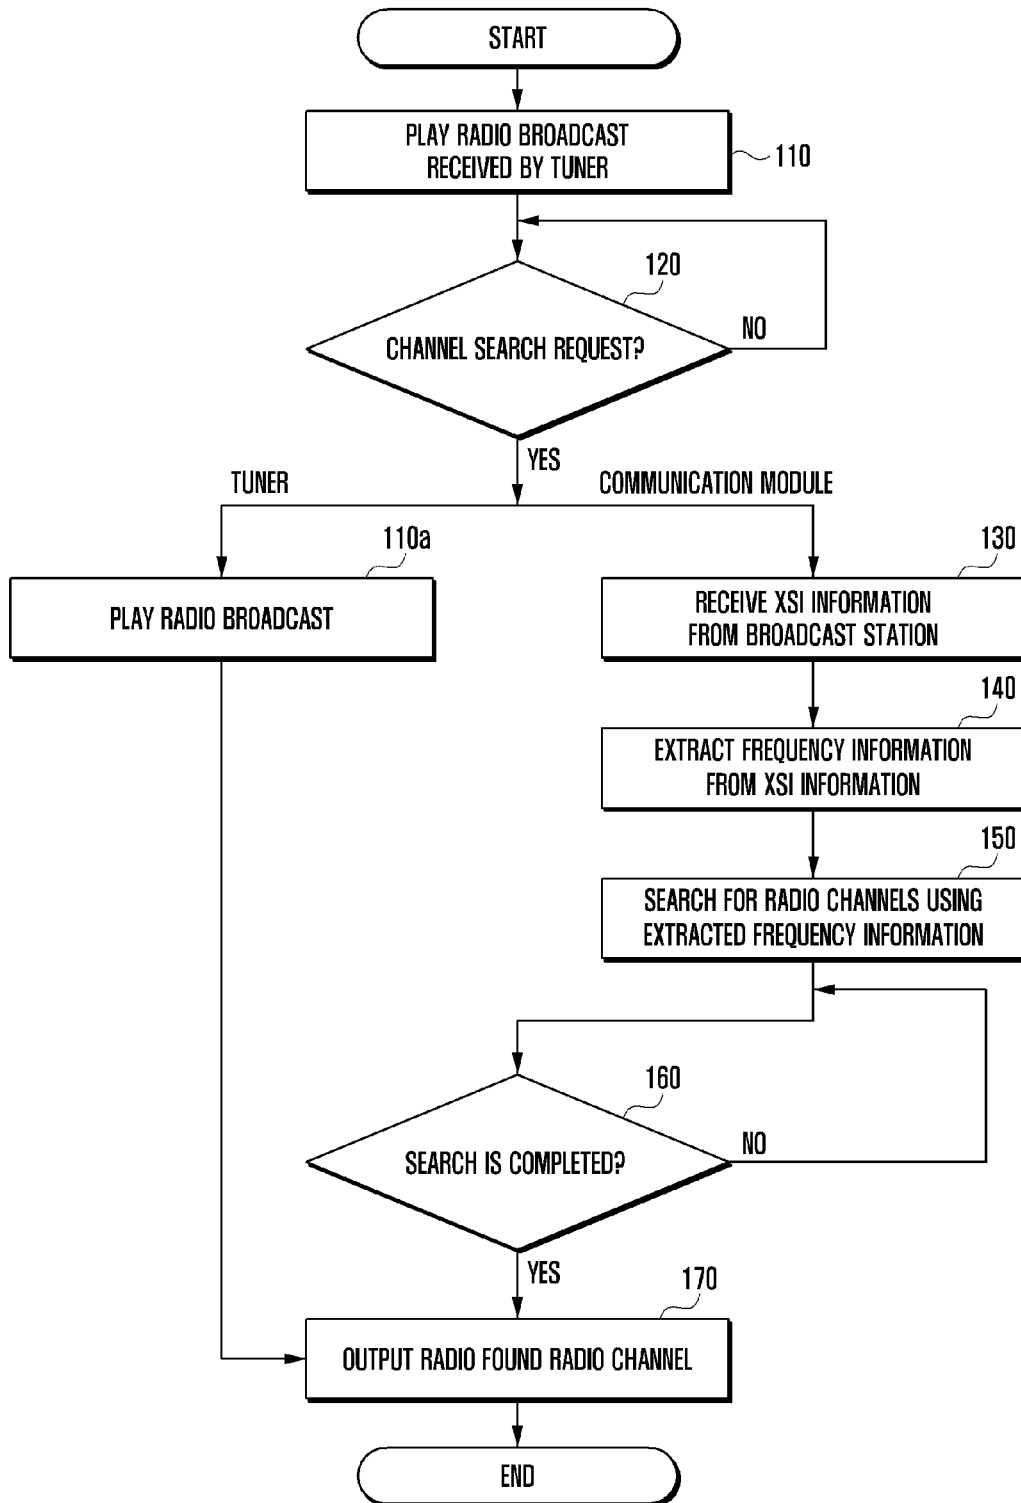 START
PLAY RADIO BROADCAST
RECEIVED BY TUNER
110
120
CHANNEL SEARCH REQUEST?
NO
YES
TUNER
COMMUNICATION MODULE
110a
PLAY RADIO BROADCAST
130
RECEIVE XSI INFORMATION
FROM BROADCAST STATION
140
EXTRACT FREQUENCY INFORMATION
FROM XSI INFORMATION
150
SEARCH FOR RADIO CHANNELS USING
EXTRACTED FREQUENCY INFORMATION
160
SEARCH IS COMPLETED?
NO
YES
170
OUTPUT RADIO FOUND RADIO CHANNEL
END